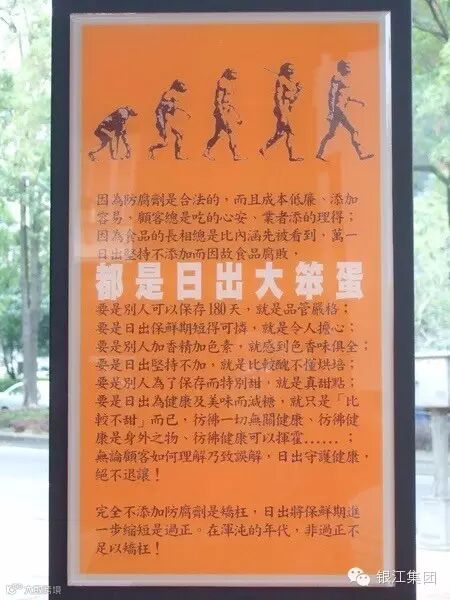 因為防腐劑是合法的，而且成本低廉、添加
容易，顧客總是吃的心安、業者添的理得；
因為食品的長相總是比內涵先被看到，萬一
日出堅持不添加而因故食品腐敗，
都是日出大笨蛋
要是別人可以保存180天，就是品管嚴格；
要是日出保鮮期短得可憐，就是令人擔心；
要是別人加香精加色素，就感到色香味俱全；
要是日出堅持不加，就是比較醜不懂烘培；
要是別人為了保存而特別甜，就是真甜點；
要是日出為健康及美味而減糖，就只是「比
較不甜」而已，彷彿一切無關健康、彷彿健
康是身外之物、彷彿健康可以揮霍……；
無論顧客如何理解乃致誤解，日出守護健康，
絕不退讓！
完全不添加防腐劑是矯枉，日出將保鮮期進
一步縮短是過正。在渾沌的年代，非過正不
足以矯枉！
银江集团